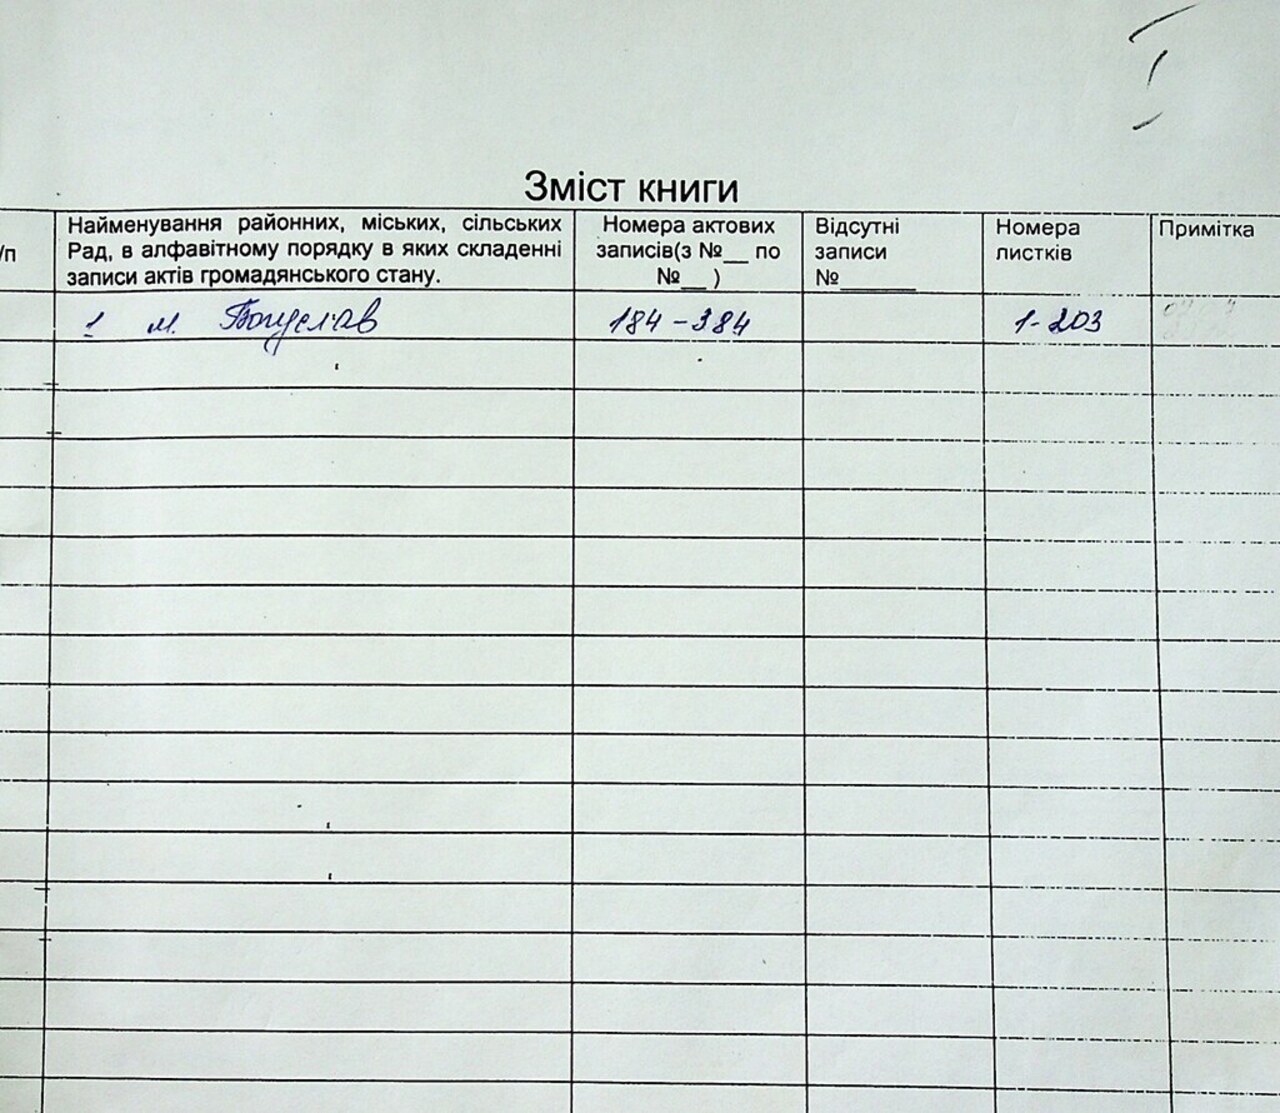 Зміст книги
/п
Найменування районних, міських, сільських
Рад, в алфавітному порядку в яких складенні
записи актів громадянського стану.
Номера актових
записів(з №__ по
№__ )
Відсутні
записи
№______
Номера
листків
Примітка
1 м. Богуслав
184-384
1-203